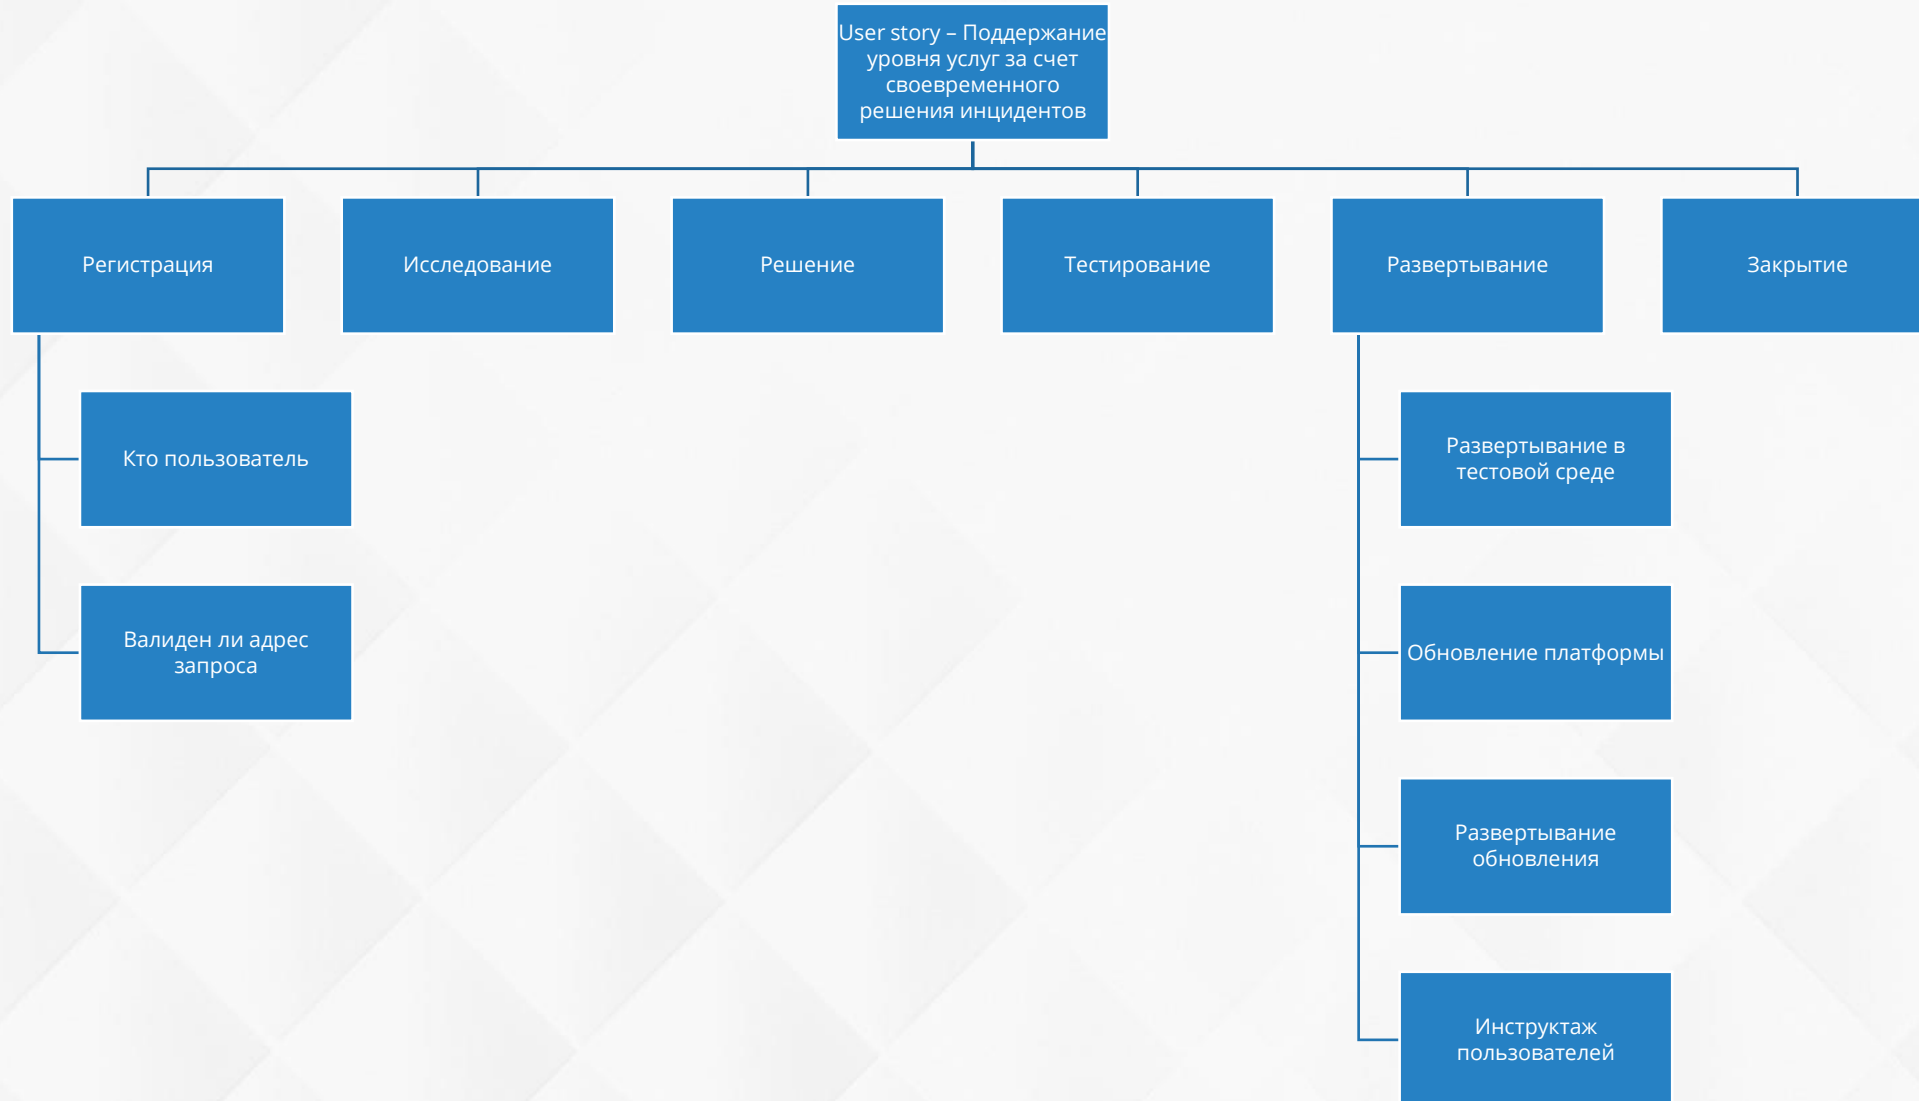 User story – Поддержание
уровня услуг за счет
своевременного
решения инцидентов
Регистрация
Исследование
Решение
Тестирование
Развертывание
Закрытие
Кто пользователь
Валиден ли адрес
запроса
Развертывание в
тестовой среде
Обновление платформы
Развертывание
обновления
Инструктаж
пользователей